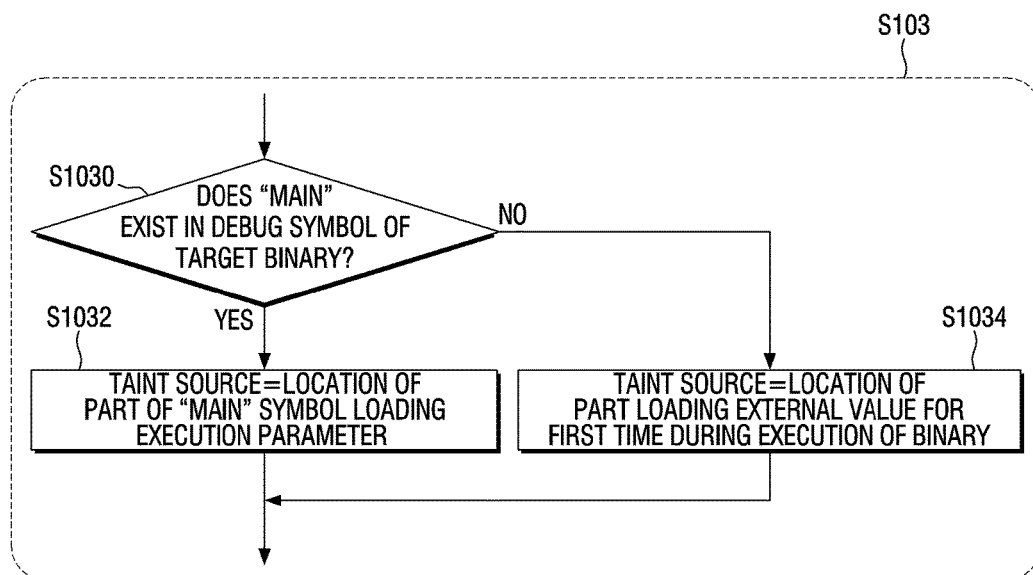 S103
S1030
DOES “MAIN”
EXIST IN DEBUG SYMBOL OF
TARGET BINARY?
NO
YES
S1032
TAINT SOURCE=LOCATION OF
PART OF “MAIN” SYMBOL LOADING
EXECUTION PARAMETER
S1034
TAINT SOURCE=LOCATION OF
PART LOADING EXTERNAL VALUE FOR
FIRST TIME DURING EXECUTION OF BINARY